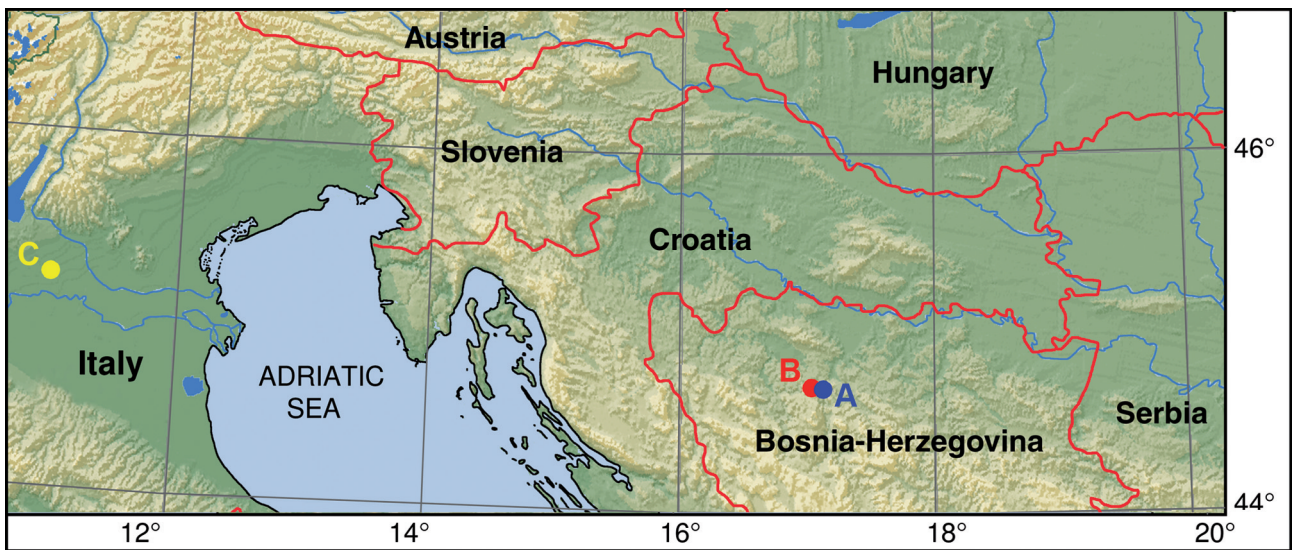 Austria
Hungary
46°
Slovenia
Croatia
C
Italy
ADRIATIC
SEA
B
A
Serbia
Bosnia-Herzegovina
44°
12°
14°
16°
18°
20°